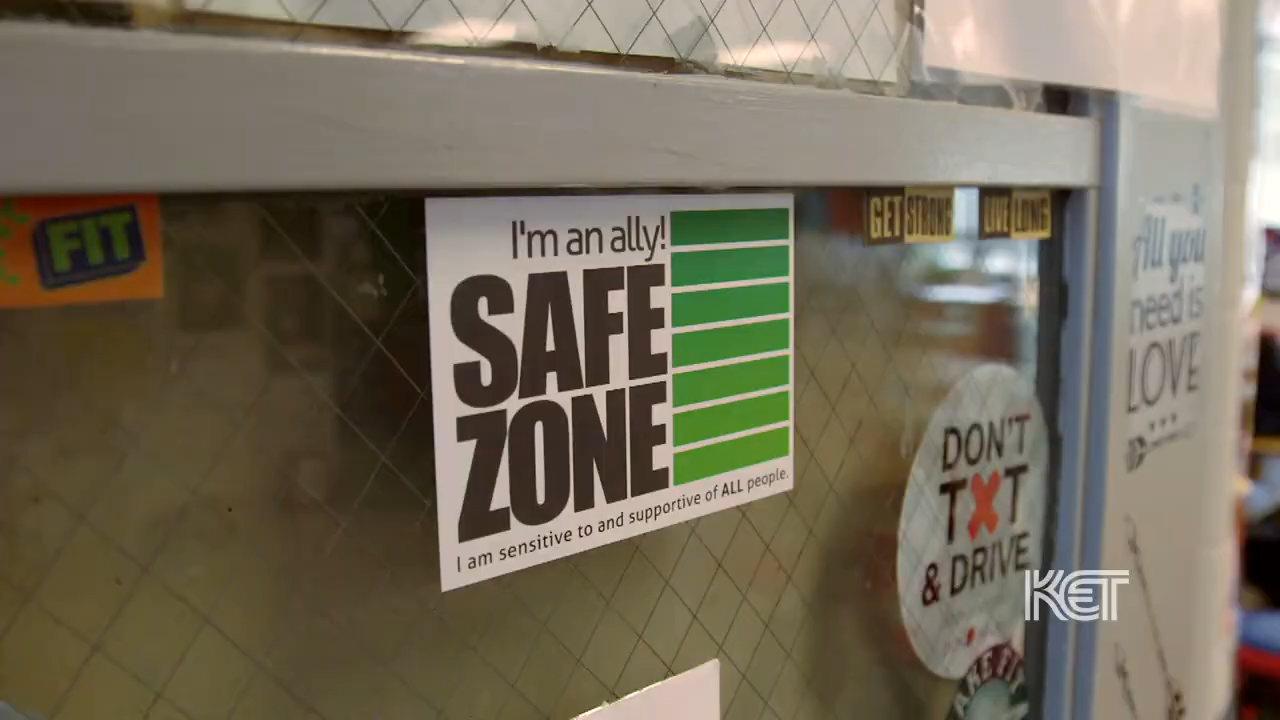 FIT
I'm an ally!
SAFE
ZONE
I am sensitive to and supportive of ALL people.
GET STRONG
LIVE LONG
All you
need is
LOVE
DON'T
TXT
& DRIVE
KET